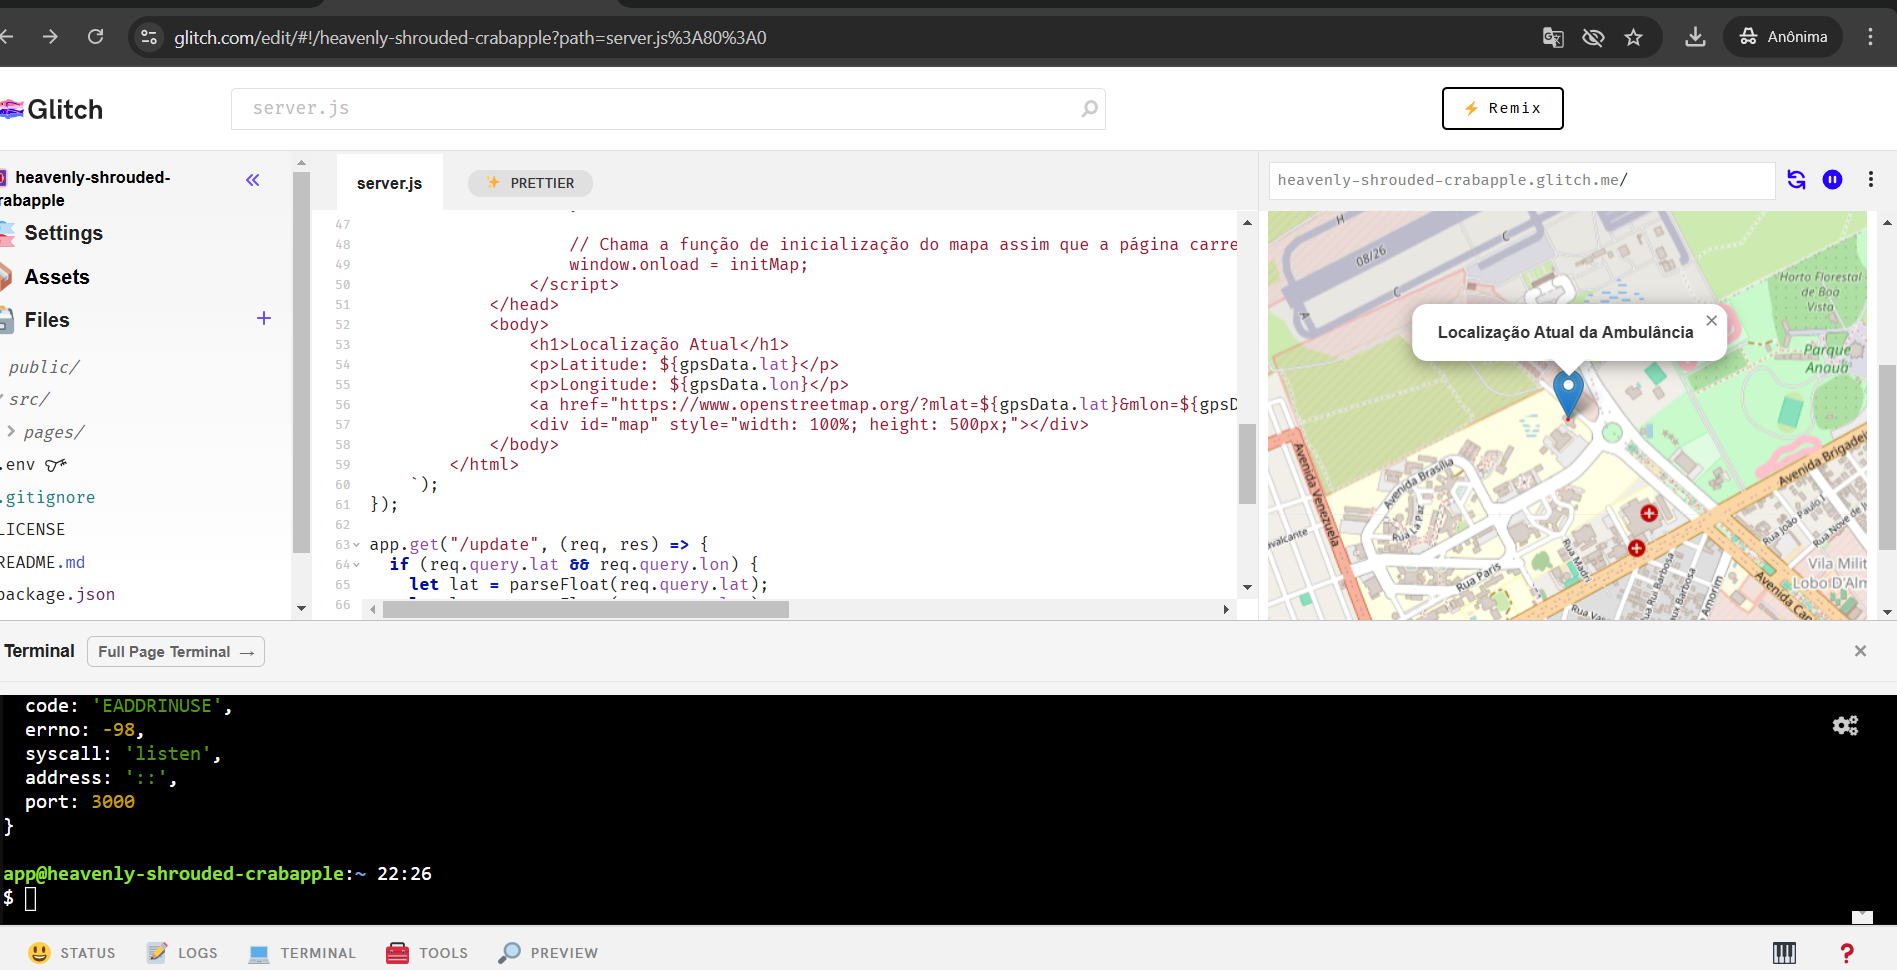 glitch.com/edit/#!/heavenly-shrouded-crabapple?path=server.js%3A80%3A0
Anônima
Glitch
server.js
⚡ Remix
heavenly-shrouded-
rabapple
Settings
Assets
Files
public/
src/
pages/
.env
.gitignore
LICENSE
README.md
package.json
server.js
✨ PRETTIER
47
48 // Chama a função de inicialização do mapa assim que a página carre
49 window.onload = initMap;
50 </script>
51 </head>
52 <body>
53 <h1>Localização Atual</h1>
54 <p>Latitude: ${gpsData.lat}</p>
55 <p>Longitude: ${gpsData.lon}</p>
56 <a href="https://www.openstreetmap.org/?mlat=${gpsData.lat}&mlon=${gpsD
57 <div id="map" style="width: 100%; height: 500px;"></div>
58 </body>
59 </html>
60 `);
61 });
62
63 app.get("/update", (req, res) => {
64 if (req.query.lat && req.query.lon) {
65 let lat = parseFloat(req.query.lat);
66
heavenly-shrouded-crabapple.glitch.me/
H
08/26
C
C
A
Horto Florestal
de Boa
Vista
Localização Atual da Ambulância
×
Parque
Anauá
Avenida Brigadei
Avenida Brasília
Avenida Venezuela
Rua La Paz
avalcante
Rua Paris
Rua Madri
Rua João Paulo I
Rua Nove de Ju
Rua Rui Barbosa
ux Barbosa
Amorim
Rua Vas
Avenida Ca
Vila Milit
Lobo D'Alm
Terminal
Full Page Terminal →
×
code: 'EADDRINUSE',
errno: -98,
syscall: 'listen',
address: '::',
port: 3000
}
app@heavenly-shrouded-crabapple:~ 22:26
$
STATUS
LOGS
TERMINAL
TOOLS
PREVIEW
?